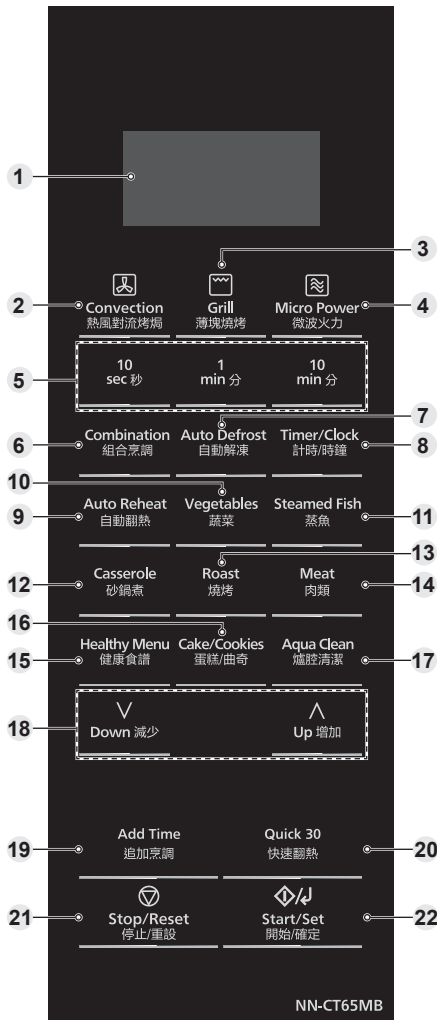 1
3
2
Convection
熱風對流烤焗
Grill
薄塊燒烤
Micro Power
微波火力
4
5
10
sec 秒
1
min 分
10
min 分
7
6
Combination
組合烹調
Auto Defrost
自動解凍
Timer/Clock
計時/時鐘
8
10
9
Auto Reheat
自動翻熱
Vegetables
蔬菜
Steamed Fish
蒸魚
11
13
12
Casserole
砂鍋煮
Roast
燒烤
Meat
肉類
14
16
15
Healthy Menu
健康食譜
Cake/Cookies
蛋糕/曲奇
Aqua Clean
爐腔清潔
17
18
Down 減少
Up 增加
19
Add Time
追加烹調
Quick 30
快速翻熱
20
21
Stop/Reset
停止/重設
Start/Set
開始/確定
22
NN-CT65MB